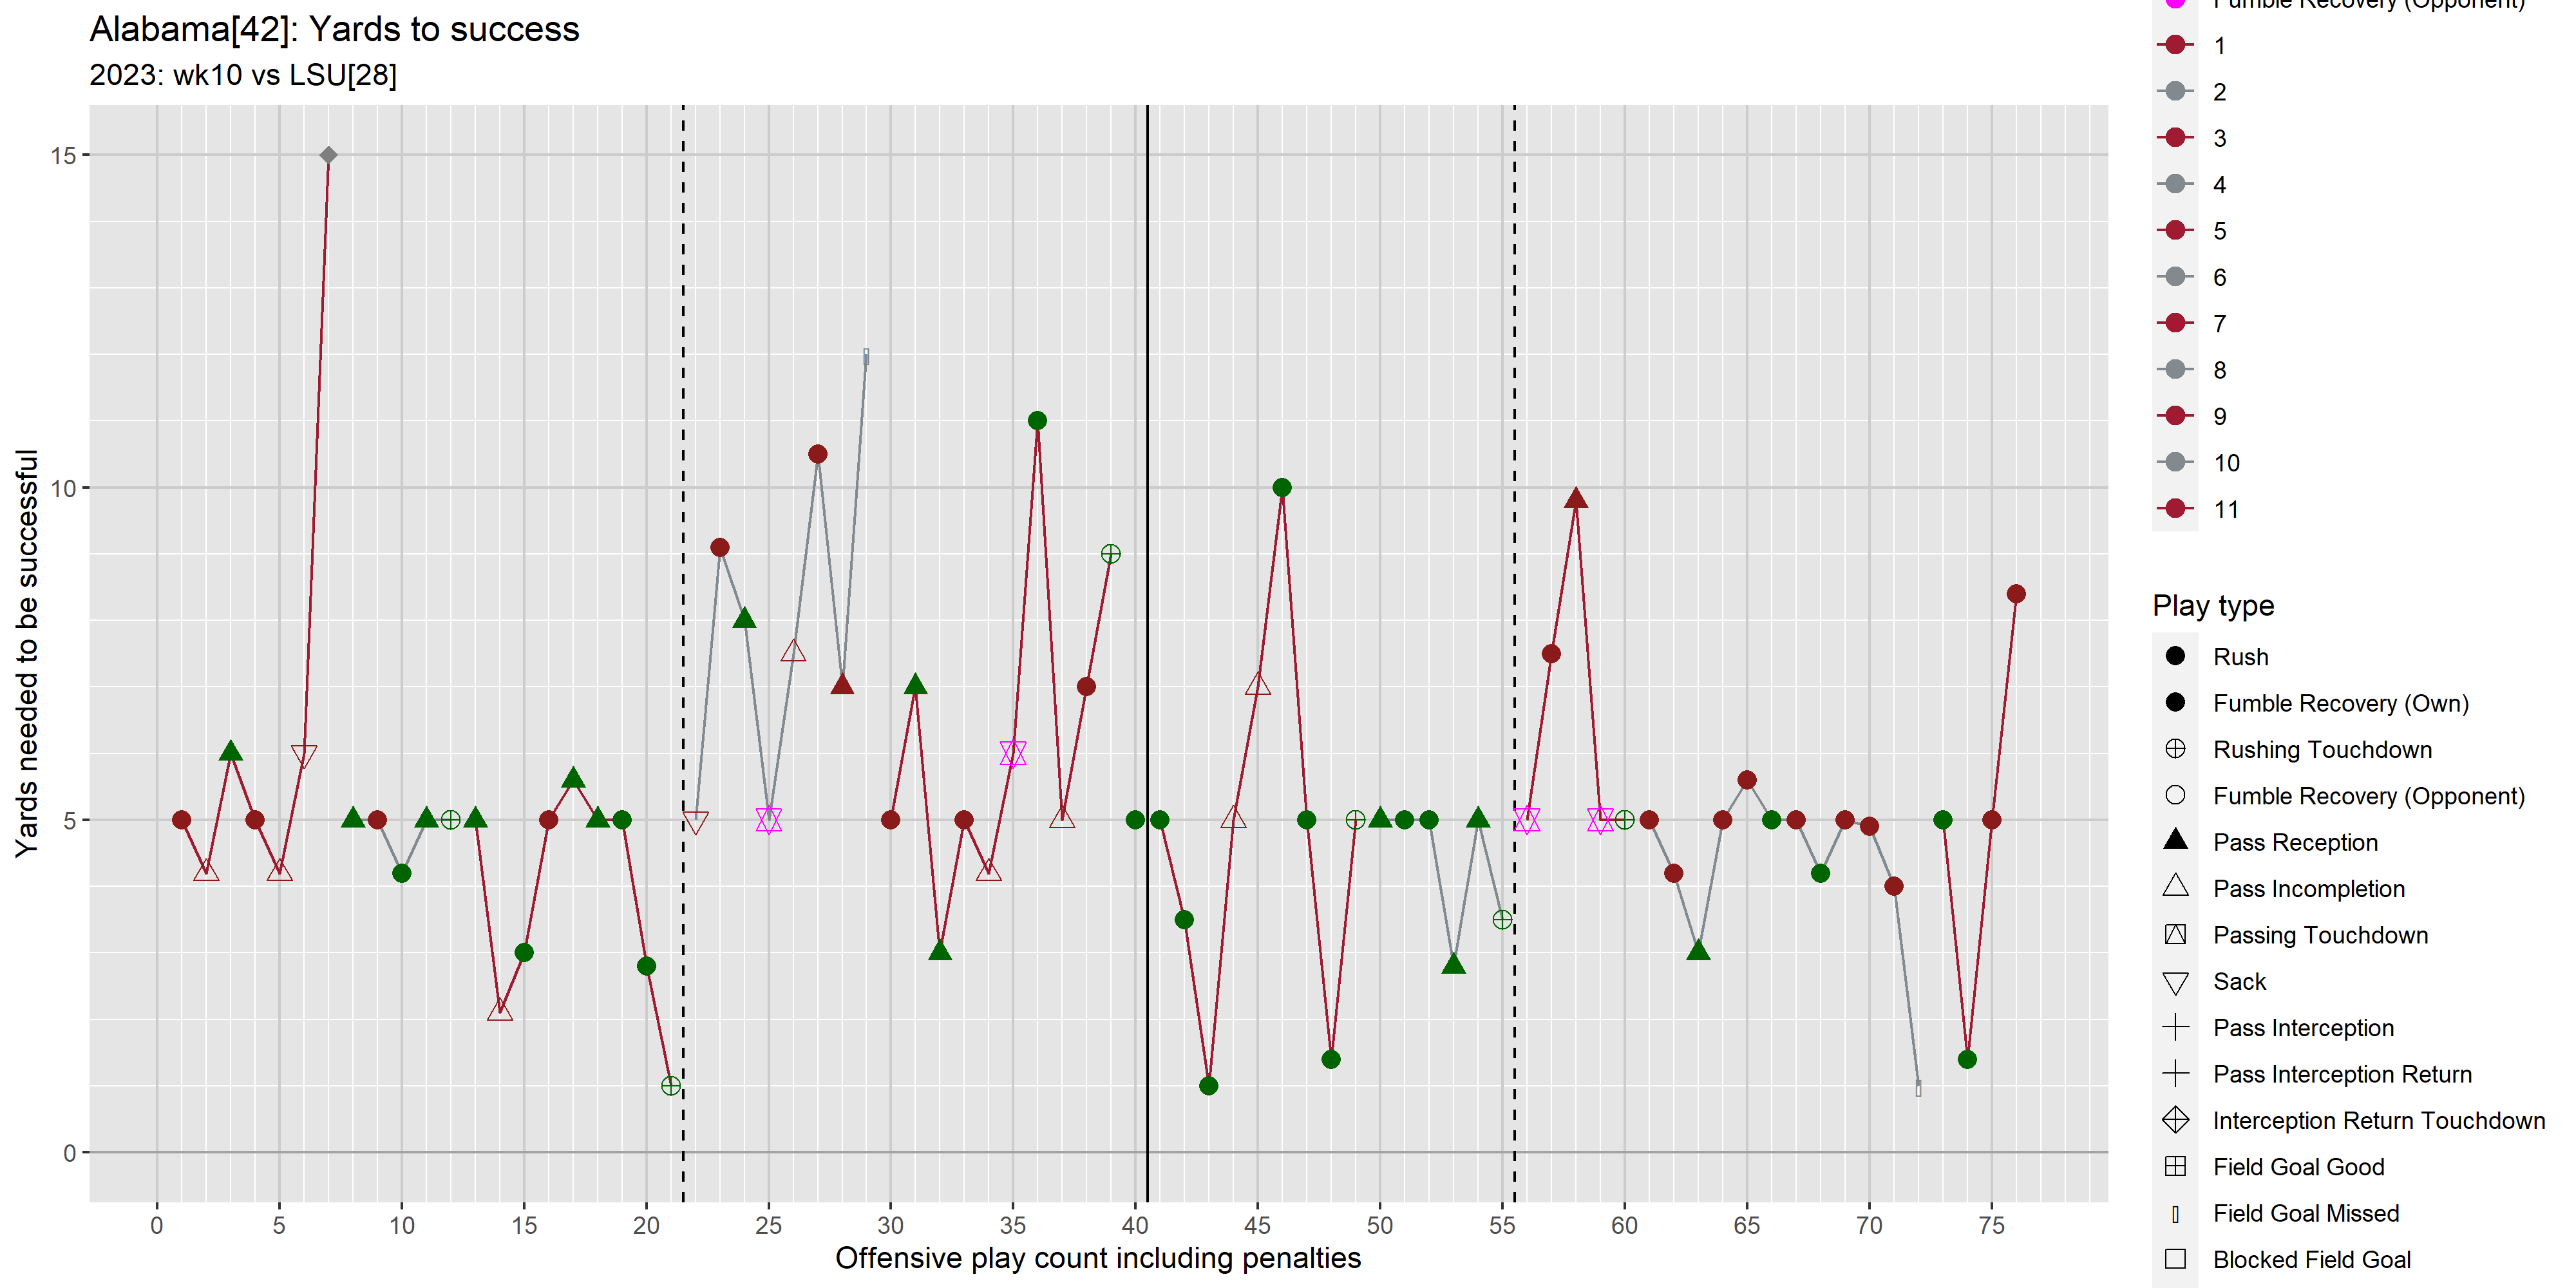 Alabama[42]: Yards to success
2023: wk10 vs LSU[28]
Yards needed to be successful
15
10
5
0
0 5 10 15 20 25 30 35 40 45 50 55 60 65 70 75
Offensive play count including penalties
Fumble Recovery (Opponent)
1
2
3
4
5
6
7
8
9
10
11
Play type
Rush
Fumble Recovery (Own)
Rushing Touchdown
Fumble Recovery (Opponent)
Pass Reception
Pass Incompletion
Passing Touchdown
Sack
Pass Interception
Pass Interception Return
Interception Return Touchdown
Field Goal Good
Field Goal Missed
Blocked Field Goal